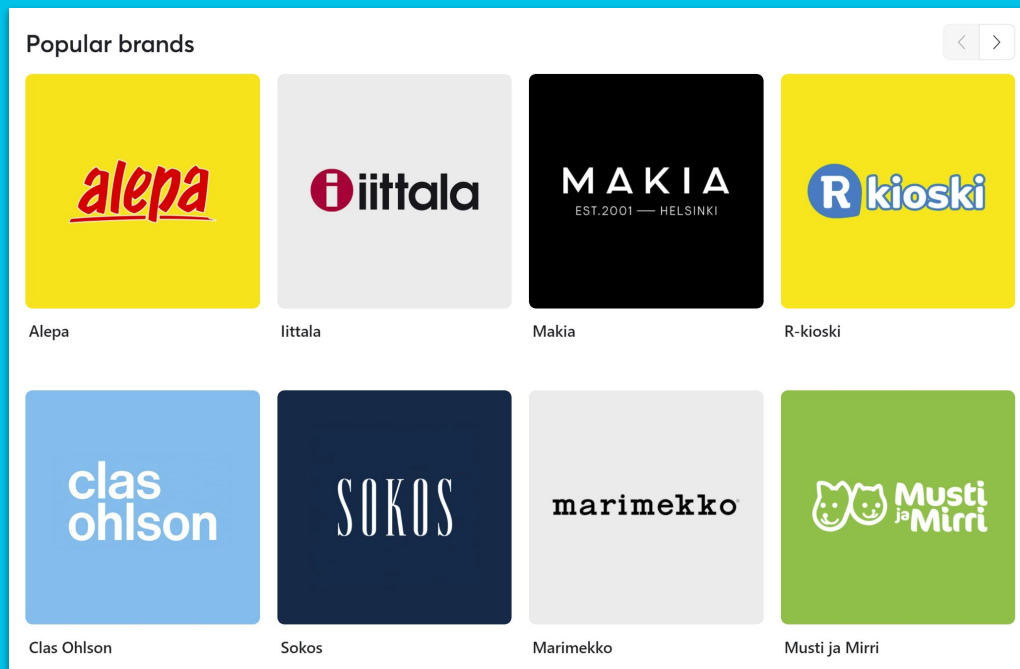 Popular brands
alepa
iittala
MAKIA
EST.2001 — HELSINKI
R kioski
Alepa
Iittala
Makia
R-kioski
clas
ohlson
SOKOS
marimekko
Musti
ja Mirri
Clas Ohlson
Sokos
Marimekko
Musti ja Mirri